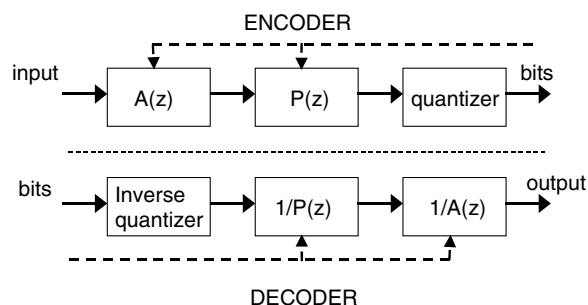 ENCODER
input
bits
A(z)
P(z)
quantizer
bits
output
Inverse
quantizer
1/P(z)
1/A(z)
DECODER